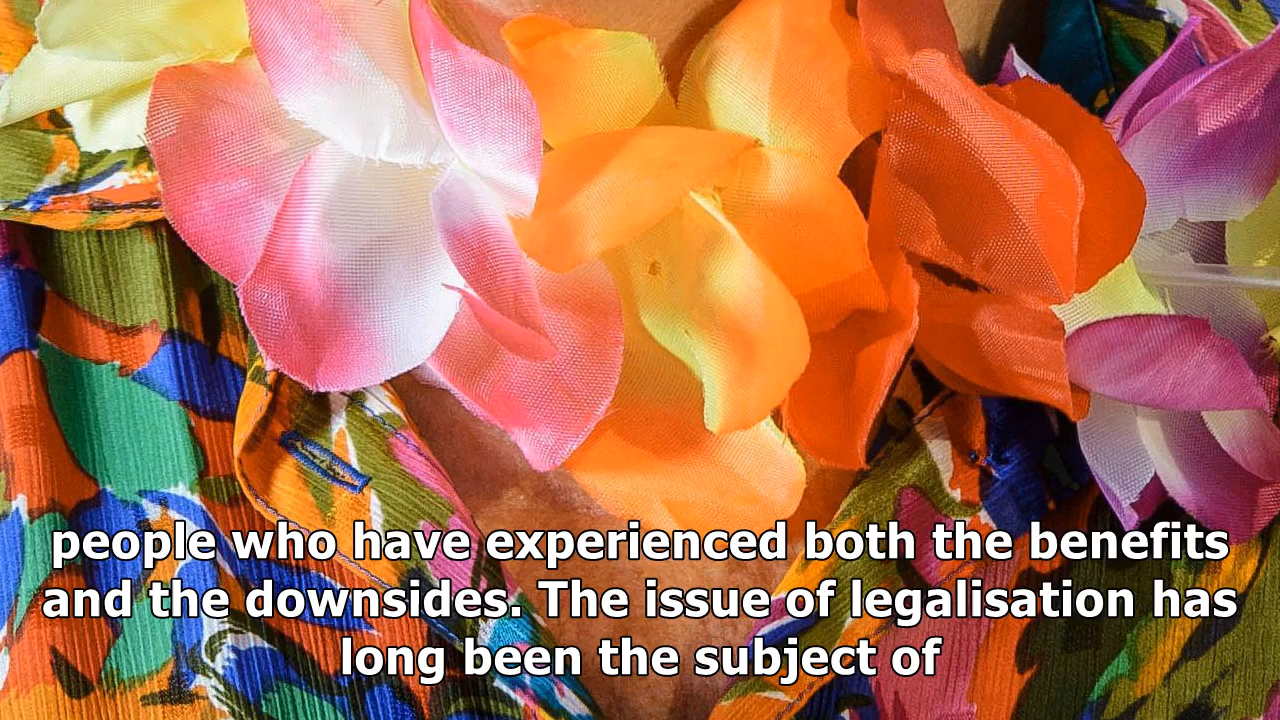 people who have experienced both the benefits
and the downsides. The issue of legalisation has
long been the subject of